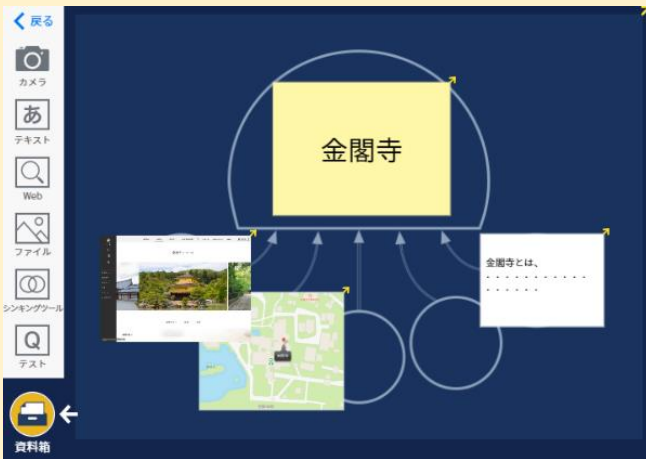 戻る
カメラ
あ
テキスト
Web
ファイル
シンキングツール
Q
テスト
資料箱
金閣寺
金閣寺とは、
・・・・・・・・・・・
・・・・・・